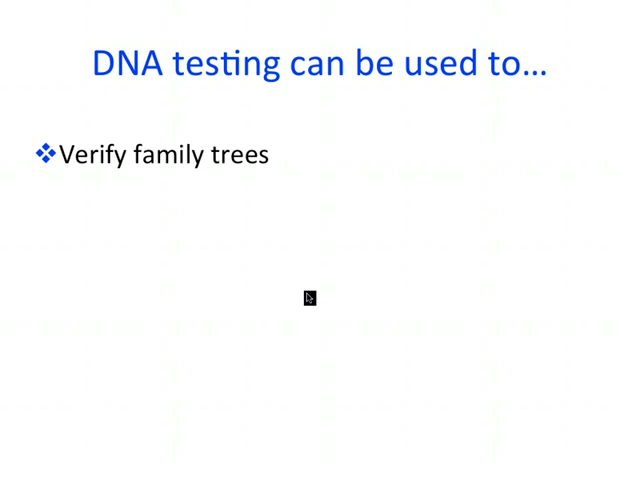 DNA testing can be used to…
❖Verify family trees